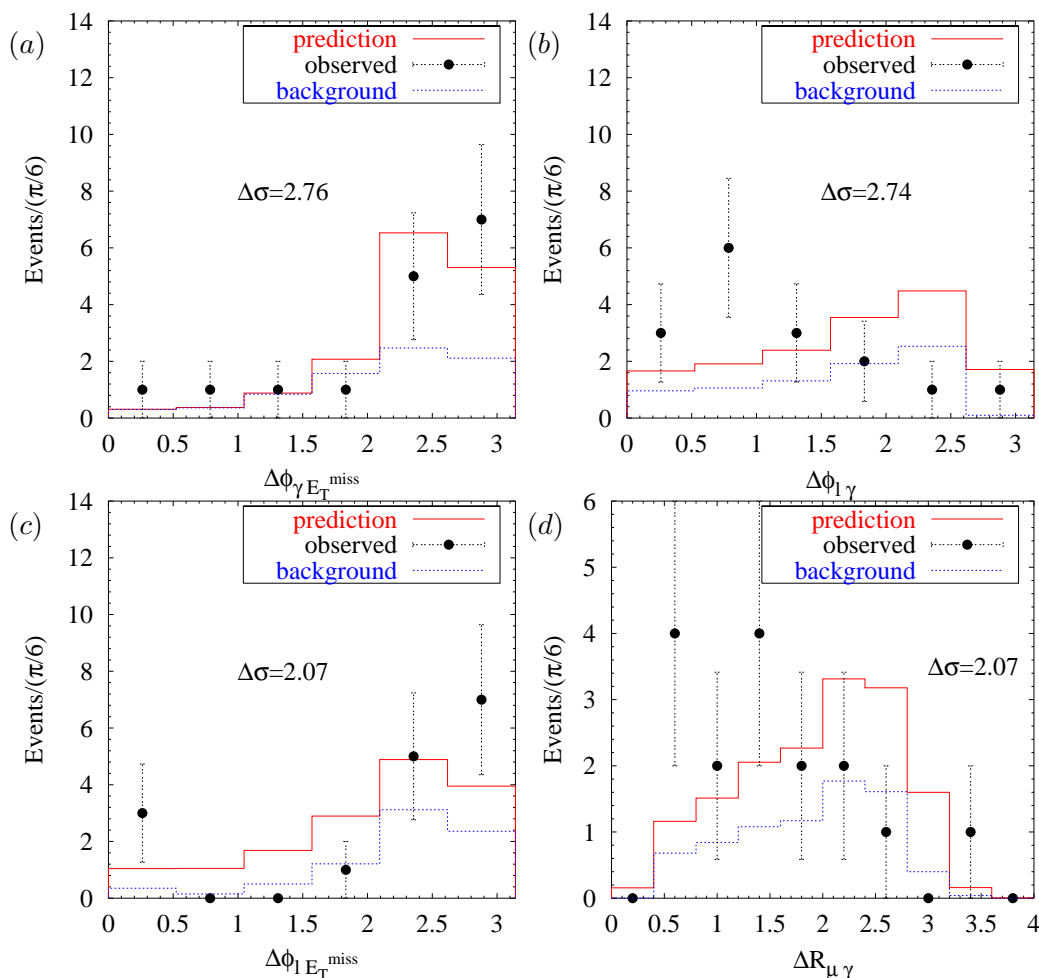 (a)
Events/(π/6)
14
12
10
8
6
4
2
0
prediction
observed
background
Δσ=2.76
0 0.5 1 1.5 2 2.5 3
Δϕγ ET miss
(b)
Events/(π/6)
14
12
10
8
6
4
2
0
prediction
observed
background
Δσ=2.74
0 0.5 1 1.5 2 2.5 3
Δϕl γ
(c)
Events/(π/6)
14
12
10
8
6
4
2
0
prediction
observed
background
Δσ=2.07
0 0.5 1 1.5 2 2.5 3
Δϕl ET miss
(d)
Events/(π/6)
6
5
4
3
2
1
0
prediction
observed
background
Δσ=2.07
0 0.5 1 1.5 2 2.5 3 3.5 4
ΔRμ γ